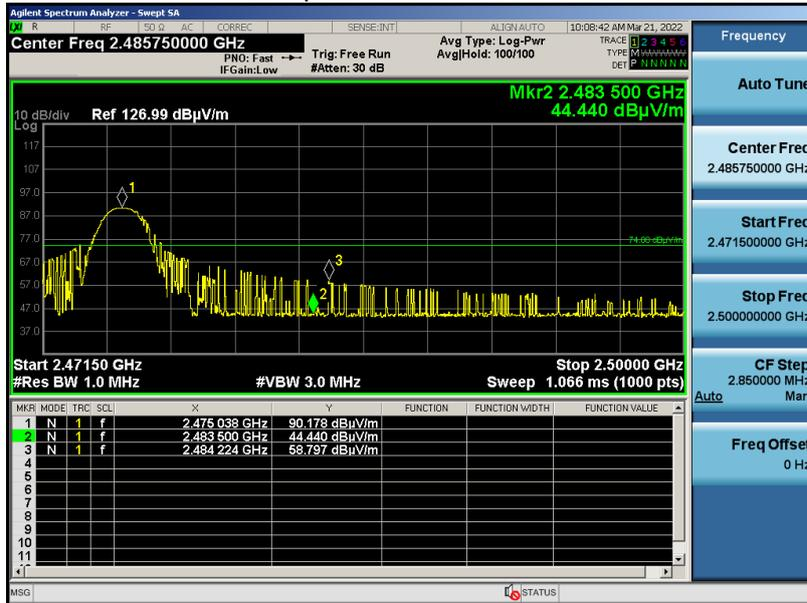 Agilent Spectrum Analyzer - Swept SA
R RF 50 Ω AC CORREC SENSE:INT ALIGN AUTO 10:08:42 AM Mar 21, 2022
Center Freq 2.485750000 GHz
PNO: Fast
IFGain:Low
Trig: Free Run
#Atten: 30 dB
Avg Type: Log-Pwr
Avg|Hold: 100/100
TRACE 1 2 3 4 5 6
TYPE M
DET P N N N N N
Mkr2 2.483 500 GHz
44.440 dBµV/m
10 dB/div Ref 126.99 dBµV/m
Log
117
107
97.0
87.0
77.0
67.0
57.0
47.0
37.0
1
2
3
74.00 dBµV/m
Start 2.47150 GHz Stop 2.50000 GHz
#Res BW 1.0 MHz #VBW 3.0 MHz Sweep 1.066 ms (1000 pts)
MKR MODE TRC SCL X Y FUNCTION FUNCTION WIDTH FUNCTION VALUE
1 N 1 f 2.475 038 GHz 90.178 dBµV/m
2 N 1 f 2.483 500 GHz 44.440 dBµV/m
3 N 1 f 2.484 224 GHz 58.797 dBµV/m
4
5
6
7
8
9
10
11
MSG STATUS
Frequency
Auto Tune
Center Freq
2.485750000 GHz
Start Freq
2.471500000 GHz
Stop Freq
2.500000000 GHz
CF Step
2.850000 MHz
Auto Man
Freq Offset
0 Hz